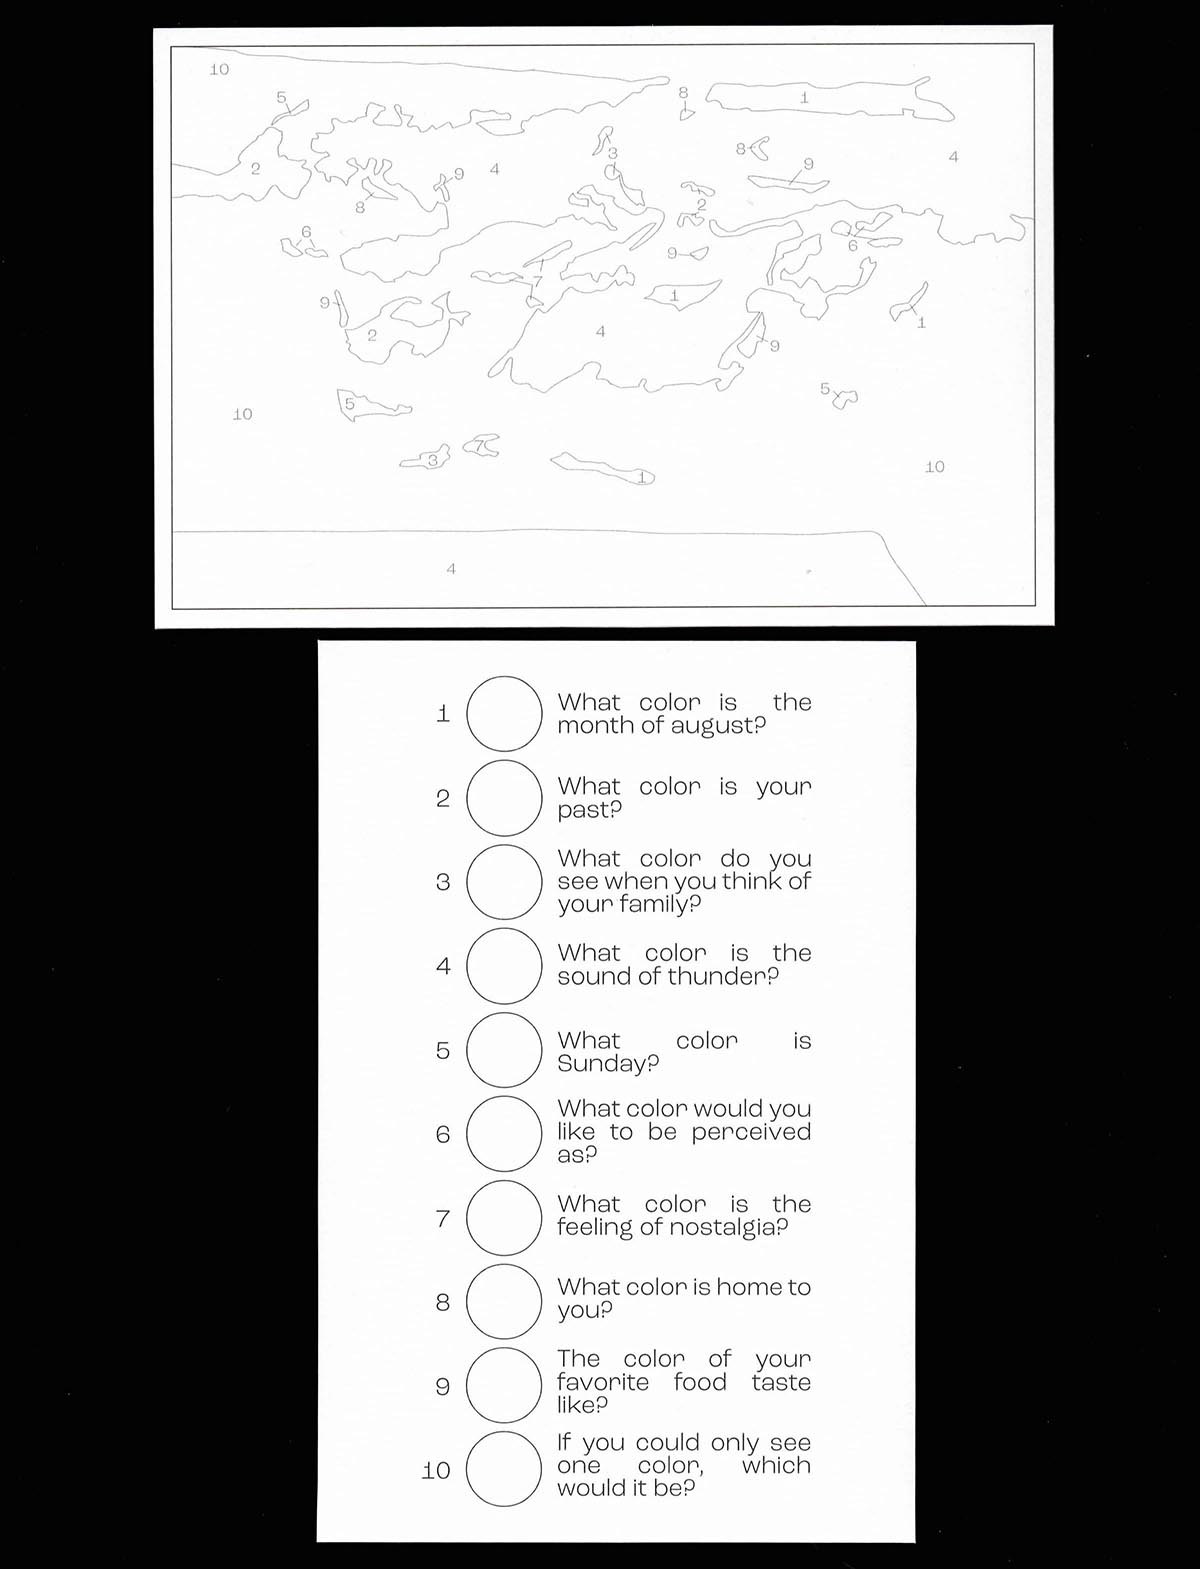 10
5
8
1
2
4
3
8
9
4
9
8
2
6
9
6
7
1
9
2
4
1
9
5
5
10
7
3
1
10
4
1 What color is the
month of august?
2 What color is your
past?
3 What color do you
see when you think of
your family?
4 What color is the
sound of thunder?
5 What color is
Sunday?
6 What color would you
like to be perceived
as?
7 What color is the
feeling of nostalgia?
8 What color is home to
you?
9 The color of your
favorite food taste
like?
10 If you could only see
one color, which
would it be?